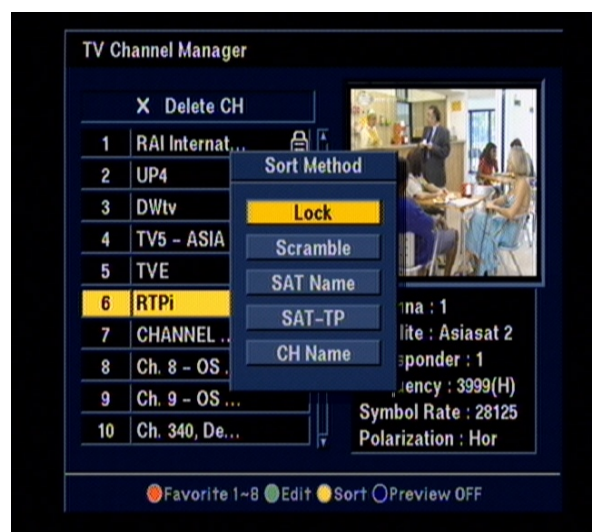 TV Channel Manager
X Delete CH
1 RAI Internat...
2 UP4
3 DWtv
4 TV5 - ASIA
5 TVE
6 RTPi
7 CHANNEL ..
8 Ch. 8 - OS .
9 Ch. 9 - OS ...
10 Ch. 340, De...
Sort Method
Lock
Scramble
SAT Name
SAT-TP
CH Name
nna : 1
lite : Asiasat 2
sponder : 1
uency : 3999(H)
Symbol Rate : 28125
Polarization : Hor
Favorite 1~8 Edit Sort Preview OFF